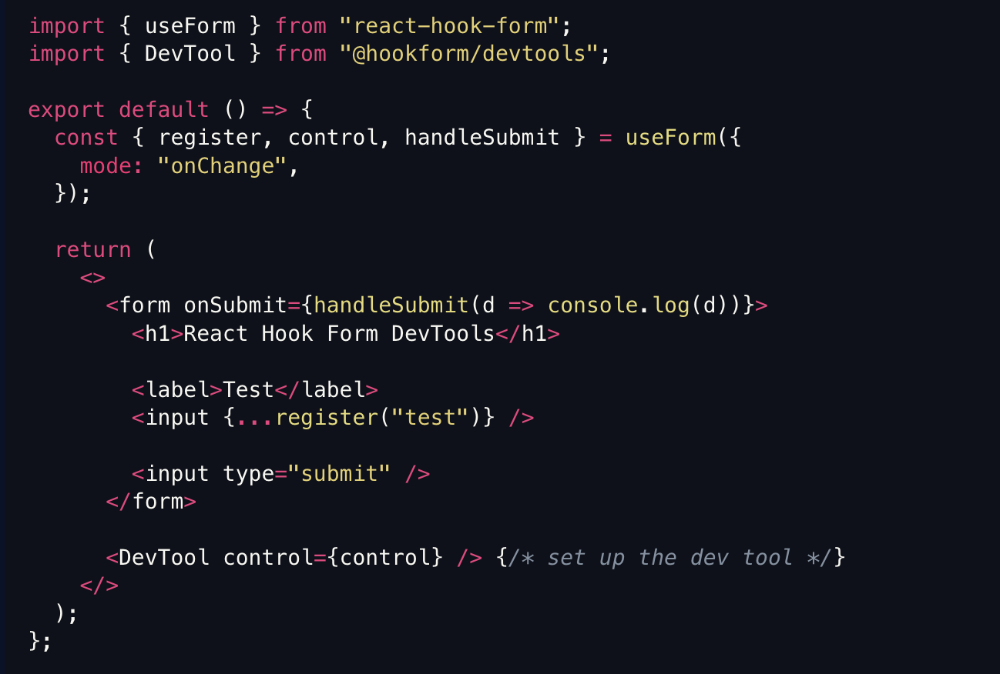 import { useForm } from "react-hook-form";
import { DevTool } from "@hookform/devtools";

export default () => {
  const { register, control, handleSubmit } = useForm({
    mode: "onChange",
  });

  return (
    <>
      <form onSubmit={handleSubmit(d => console.log(d))}>
        <h1>React Hook Form DevTools</h1>

        <label>Test</label>
        <input {...register("test")} />

        <input type="submit" />
      </form>

      <DevTool control={control} /> {/* set up the dev tool */}
    </>
  );
};